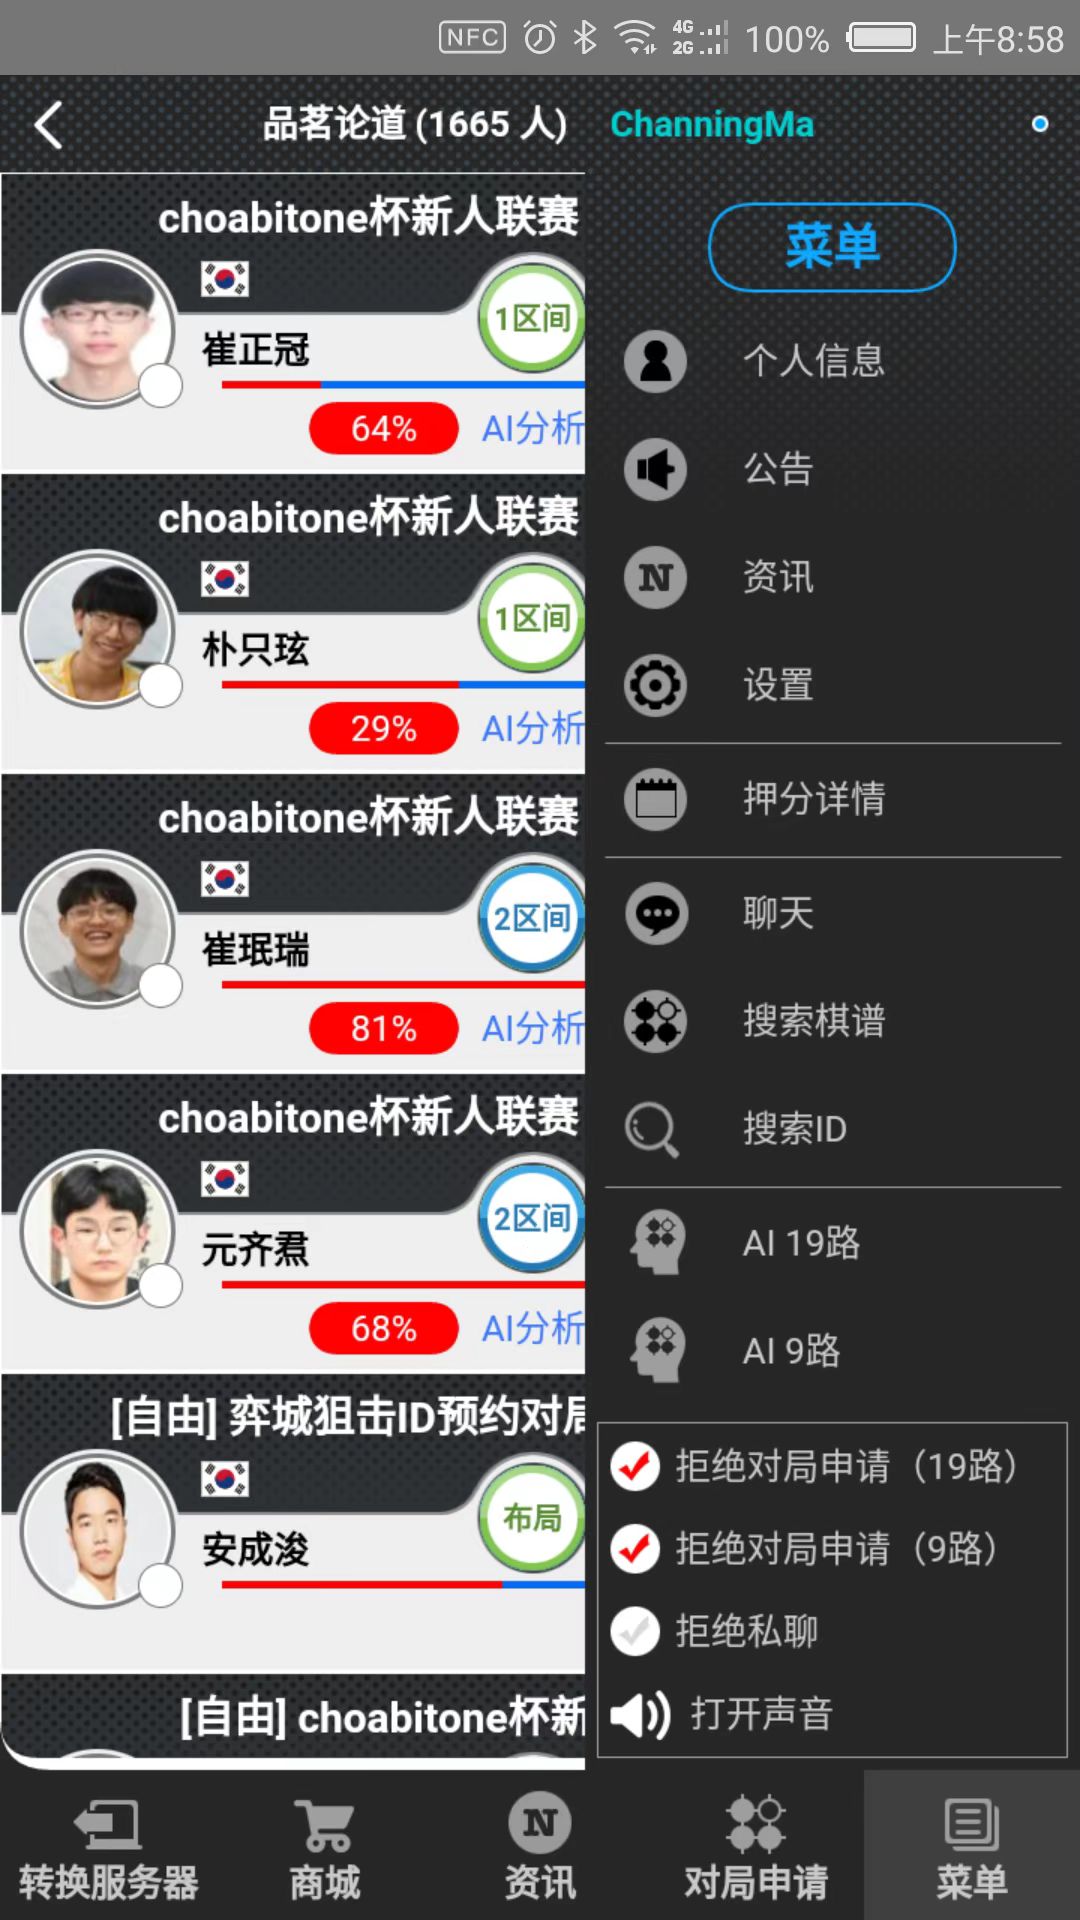 NFC 4G 2G 100% 上午8:58
品茗论道 (1665 人)
choabitone杯新人联赛
崔正冠
1区间
64% AI分析
choabitone杯新人联赛
朴只玹
1区间
29% AI分析
choabitone杯新人联赛
崔珉瑞
2区间
81% AI分析
choabitone杯新人联赛
元齐焄
2区间
68% AI分析
[自由] 弈城狙击ID预约对局
安成浚
布局
[自由] choabitone杯新
ChanningMa
菜单
个人信息
公告
N 资讯
设置
押分详情
聊天
搜索棋谱
搜索ID
AI 19路
AI 9路
拒绝对局申请（19路）
拒绝对局申请（9路）
拒绝私聊
打开声音
转换服务器
商城
N
资讯
对局申请
菜单